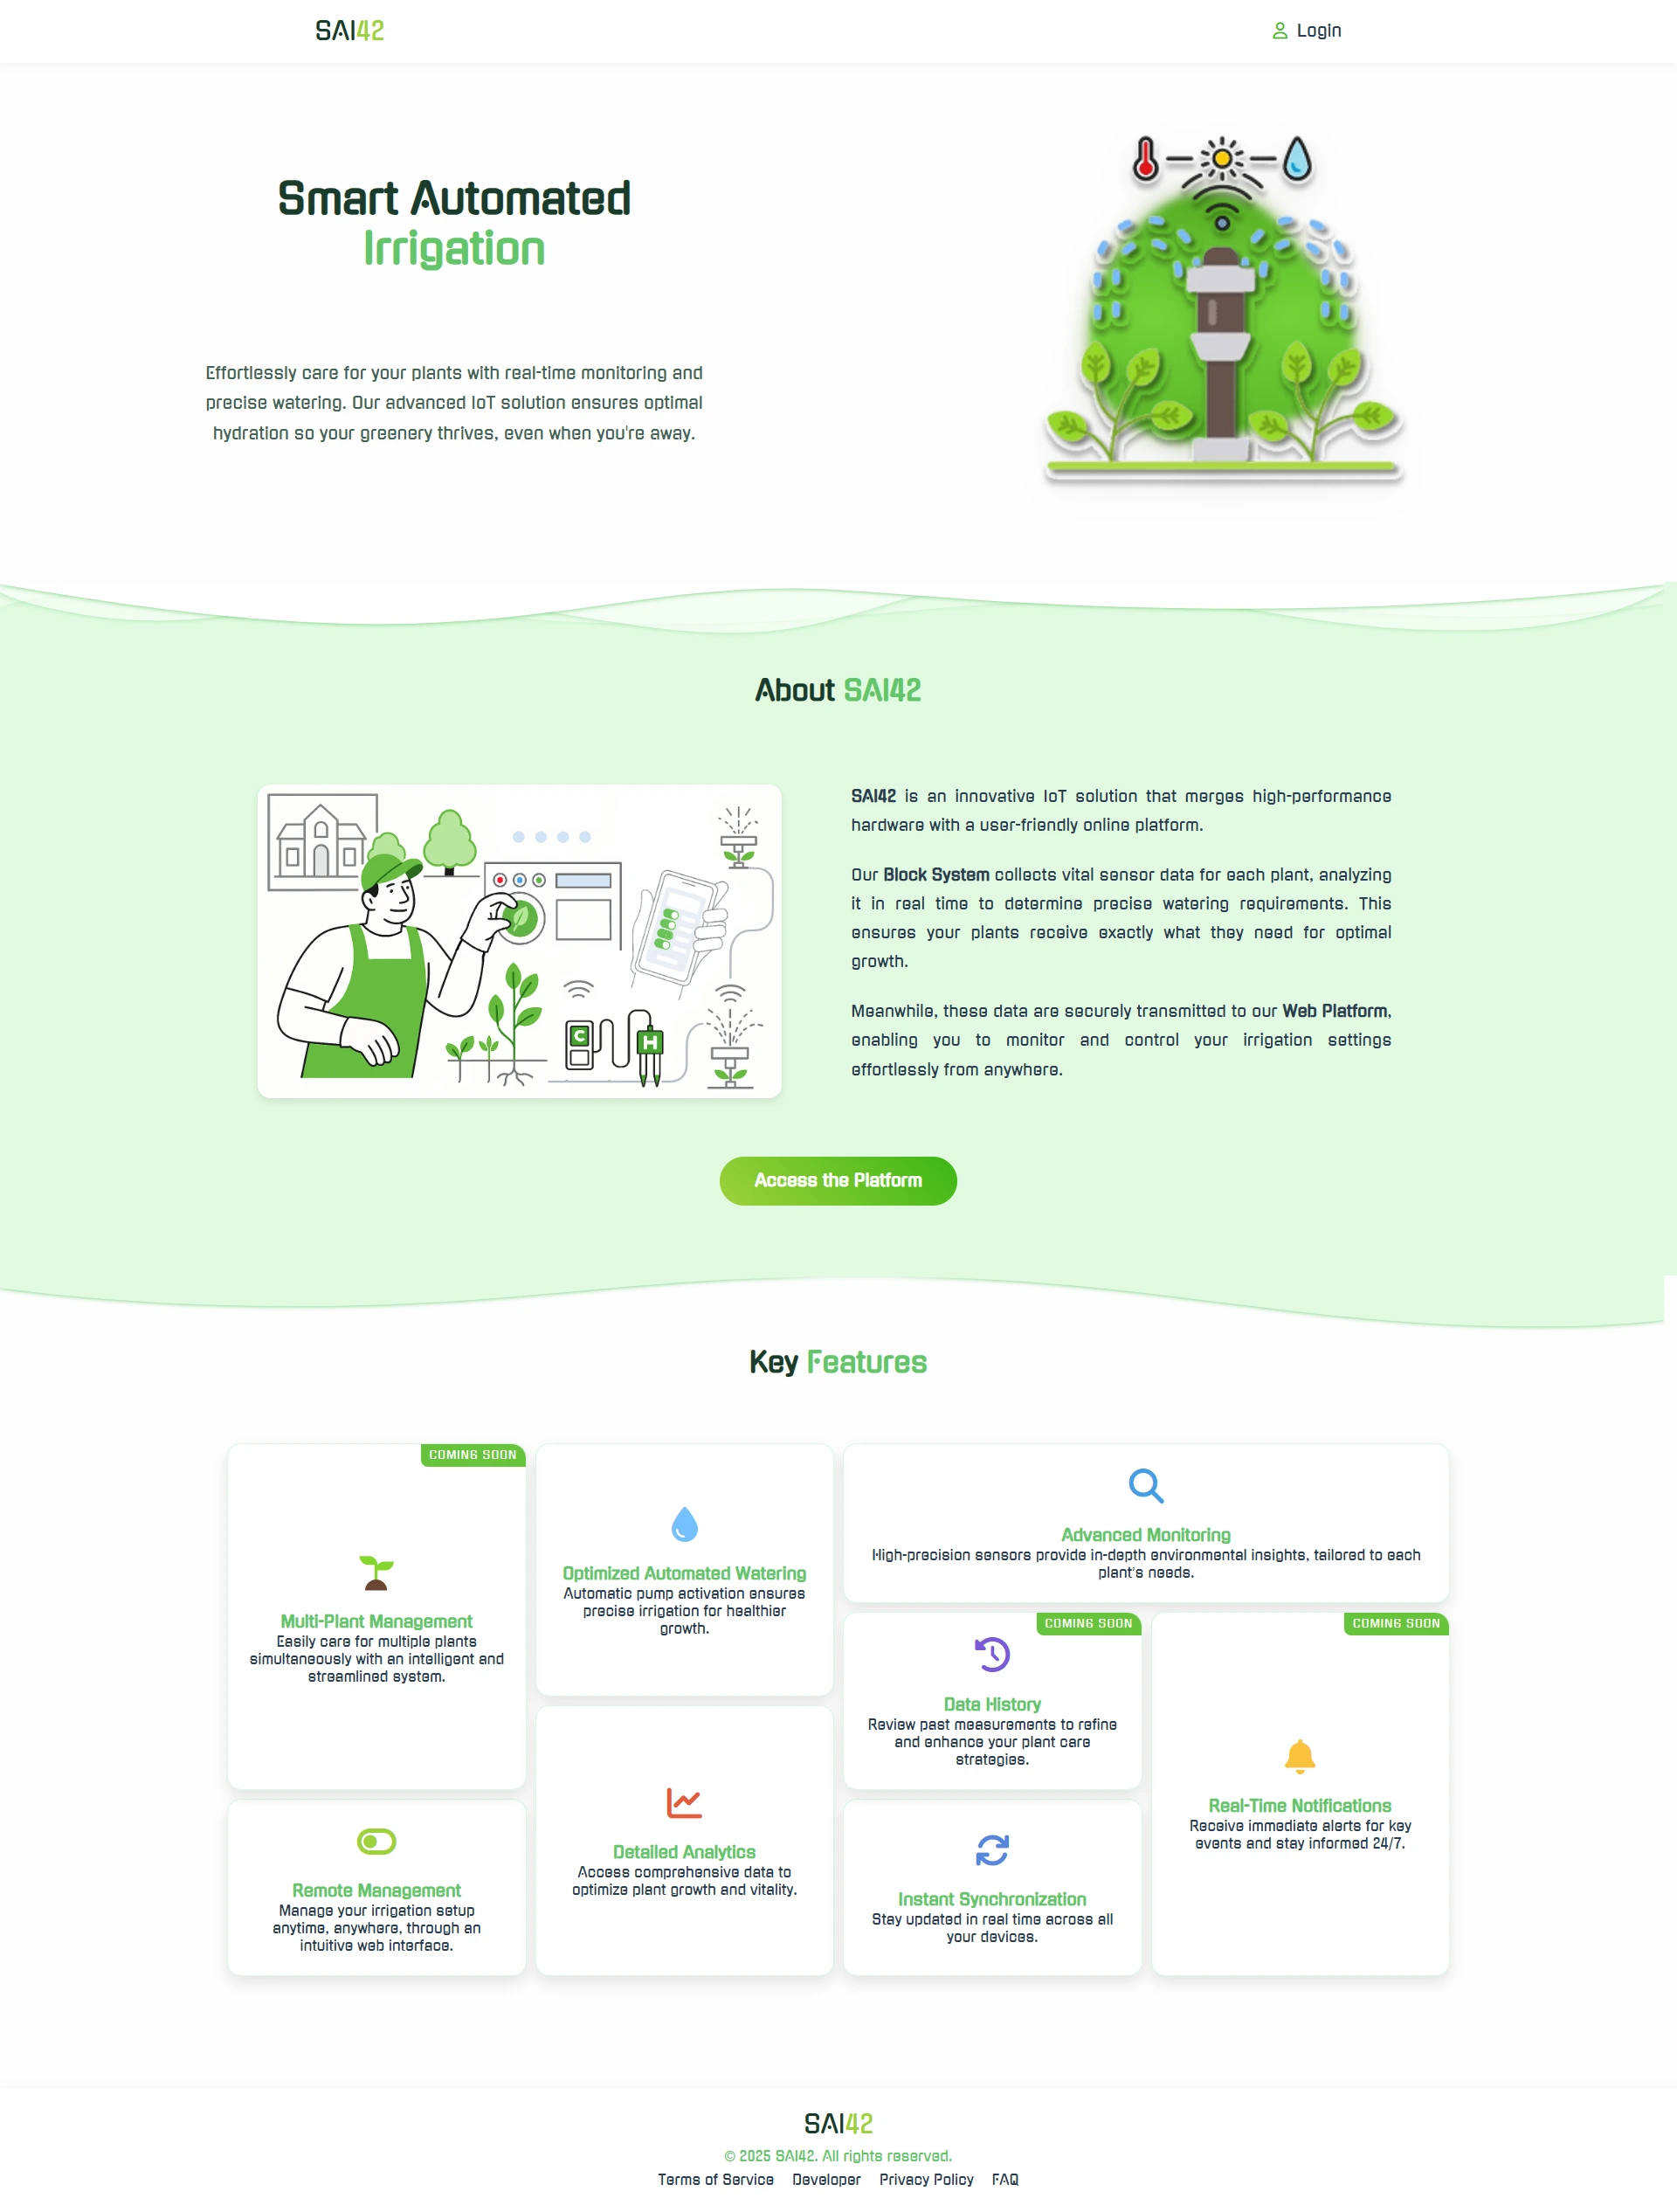 SAI42
Login
Smart Automated
Irrigation
Effortlessly care for your plants with real-time monitoring and
precise watering. Our advanced IoT solution ensures optimal
hydration so your greenery thrives, even when you're away.
About SAI42
C
H
SAI42 is an innovative IoT solution that merges high-performance
hardware with a user-friendly online platform.
Our Block System collects vital sensor data for each plant, analyzing
it in real time to determine precise watering requirements. This
ensures your plants receive exactly what they need for optimal
growth.
Meanwhile, these data are securely transmitted to our Web Platform,
enabling you to monitor and control your irrigation settings
effortlessly from anywhere.
Access the Platform
Key Features
COMING SOON
Multi-Plant Management
Easily care for multiple plants
simultaneously with an intelligent and
streamlined system.
Optimized Automated Watering
Automatic pump activation ensures
precise irrigation for healthier
growth.
Advanced Monitoring
High-precision sensors provide in-depth environmental insights, tailored to each
plant's needs.
COMING SOON
Data History
Review past measurements to refine
and enhance your plant care
strategies.
COMING SOON
Real-Time Notifications
Receive immediate alerts for key
events and stay informed 24/7.
Remote Management
Manage your irrigation setup
anytime, anywhere, through an
intuitive web interface.
Detailed Analytics
Access comprehensive data to
optimize plant growth and vitality.
Instant Synchronization
Stay updated in real time across all
your devices.
SAI42
© 2025 SAI42. All rights reserved.
Terms of Service Developer Privacy Policy FAQ